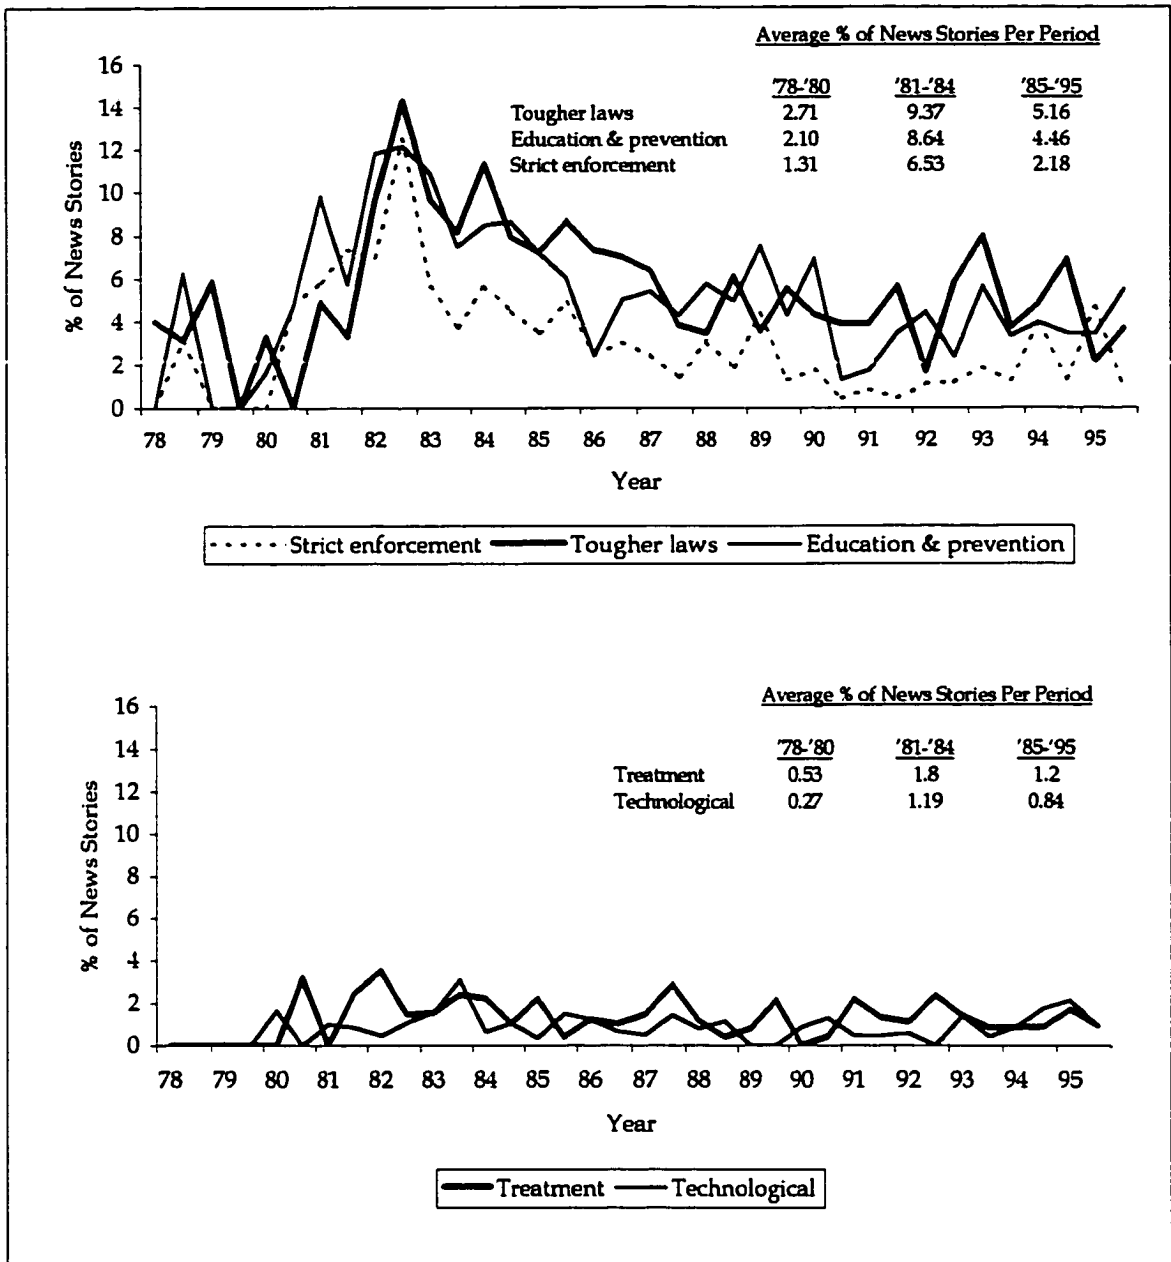 Average % of News Stories Per Period
'78-'80 '81-'84 '85-'95
Tougher laws 2.71 9.37 5.16
Education & prevention 2.10 8.64 4.46
Strict enforcement 1.31 6.53 2.18
% of News Stories
16
14
12
10
8
6
4
2
0
78 79 80 81 82 83 84 85 86 87 88 89 90 91 92 93 94 95
Year
Strict enforcement Tougher laws Education & prevention
Average % of News Stories Per Period
'78-'80 '81-'84 '85-'95
Treatment 0.53 1.8 1.2
Technological 0.27 1.19 0.84
% of News Stories
16
14
12
10
8
6
4
2
0
78 79 80 81 82 83 84 85 86 87 88 89 90 91 92 93 94 95
Year
Treatment Technological